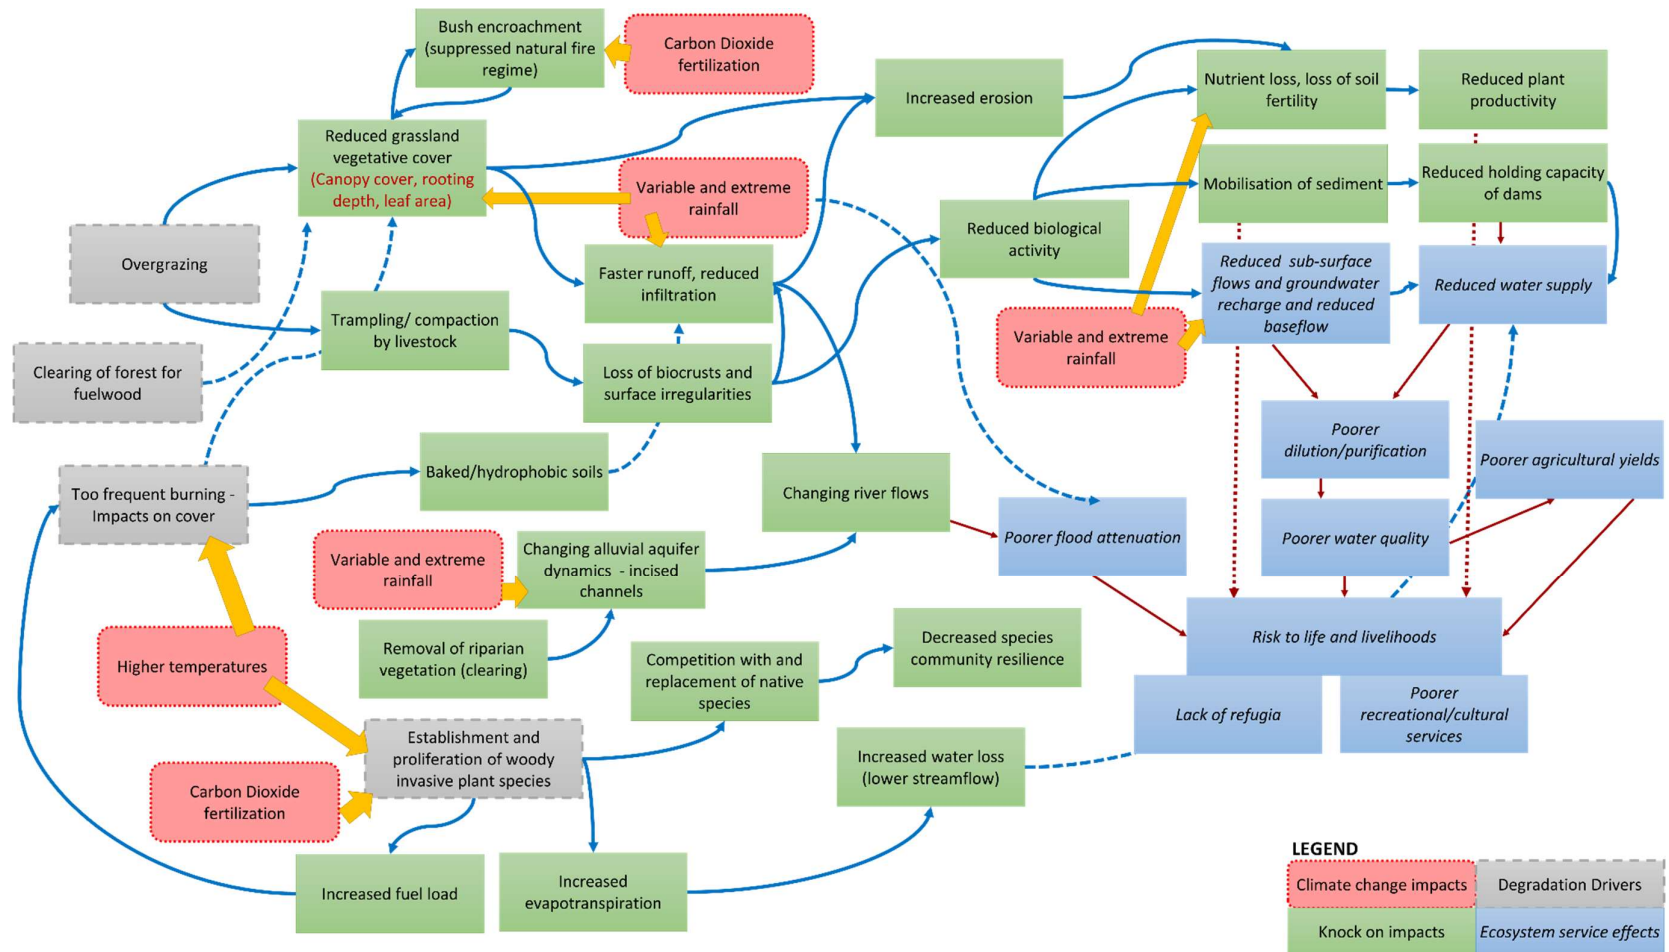 Bush encroachment
(suppressed natural fire
regime)
Carbon Dioxide
fertilization
Increased erosion
Nutrient loss, loss of soil
fertility
Reduced plant
productivity
Reduced grassland
vegetative cover
(Canopy cover, rooting
depth, leaf area)
Variable and extreme
rainfall
Mobilisation of sediment
Reduced holding capacity
of dams
Reduced biological
activity
Overgrazing
Faster runoff, reduced
infiltration
Reduced sub-surface
flows and groundwater
recharge and reduced
baseflow
Reduced water supply
Trampling/ compaction
by livestock
Variable and extreme
rainfall
Clearing of forest for
fuelwood
Loss of biocrusts and
surface irregularities
Poorer
dilution/purification
Poorer agricultural yields
Baked/hydrophobic soils
Too frequent burning -
Impacts on cover
Changing river flows
Poorer flood attenuation
Poorer water quality
Variable and extreme
rainfall
Changing alluvial aquifer
dynamics - incised
channels
Removal of riparian
vegetation (clearing)
Decreased species
community resilience
Risk to life and livelihoods
Higher temperatures
Competition with and
replacement of native
species
Lack of refugia
Poorer
recreational/cultural
services
Establishment and
proliferation of woody
invasive plant species
Increased water loss
(lower streamflow)
Carbon Dioxide
fertilization
Increased fuel load
Increased
evapotranspiration
LEGEND
Climate change impacts
Degradation Drivers
Knock on impacts
Ecosystem service effects